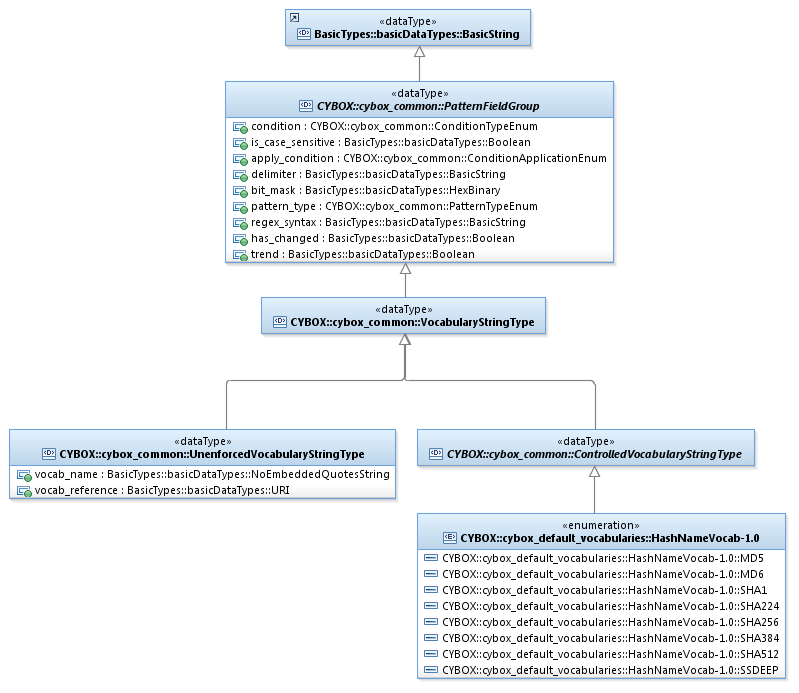 «dataType»
BasicTypes::basicDataTypes::BasicString
«dataType»
CYBOX::cybox_common::PatternFieldGroup
condition : CYBOX::cybox_common::ConditionTypeEnum
is_case_sensitive : BasicTypes::basicDataTypes::Boolean
apply_condition : CYBOX::cybox_common::ConditionApplicationEnum
delimiter : BasicTypes::basicDataTypes::BasicString
bit_mask : BasicTypes::basicDataTypes::HexBinary
pattern_type : CYBOX::cybox_common::PatternTypeEnum
regex_syntax : BasicTypes::basicDataTypes::BasicString
has_changed : BasicTypes::basicDataTypes::Boolean
trend : BasicTypes::basicDataTypes::Boolean
«dataType»
CYBOX::cybox_common::VocabularyStringType
«dataType»
CYBOX::cybox_common::UnenforcedVocabularyStringType
vocab_name : BasicTypes::basicDataTypes::NoEmbeddedQuotesString
vocab_reference : BasicTypes::basicDataTypes::URI
«dataType»
CYBOX::cybox_common::ControlledVocabularyStringType
«enumeration»
CYBOX::cybox_default_vocabularies::HashNameVocab-1.0
CYBOX::cybox_default_vocabularies::HashNameVocab-1.0::MD5
CYBOX::cybox_default_vocabularies::HashNameVocab-1.0::MD6
CYBOX::cybox_default_vocabularies::HashNameVocab-1.0::SHA1
CYBOX::cybox_default_vocabularies::HashNameVocab-1.0::SHA224
CYBOX::cybox_default_vocabularies::HashNameVocab-1.0::SHA256
CYBOX::cybox_default_vocabularies::HashNameVocab-1.0::SHA384
CYBOX::cybox_default_vocabularies::HashNameVocab-1.0::SHA512
CYBOX::cybox_default_vocabularies::HashNameVocab-1.0::SSDEEP